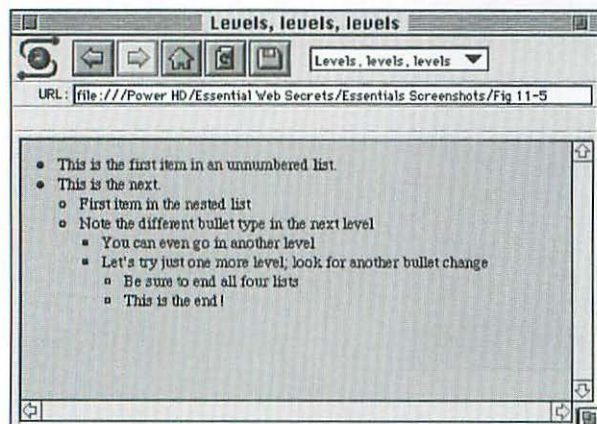 Levels, levels, levels
Levels, levels, levels
URL: file:///Power HD/Essential Web Secrets/Essentials Screenshots/Fig 11-5
This is the first item in an unnumbered list.
This is the next.
First item in the nested list
Note the different bullet type in the next level
You can even go in another level
Let's try just one more level; look for another bullet change
Be sure to end all four lists
This is the end!